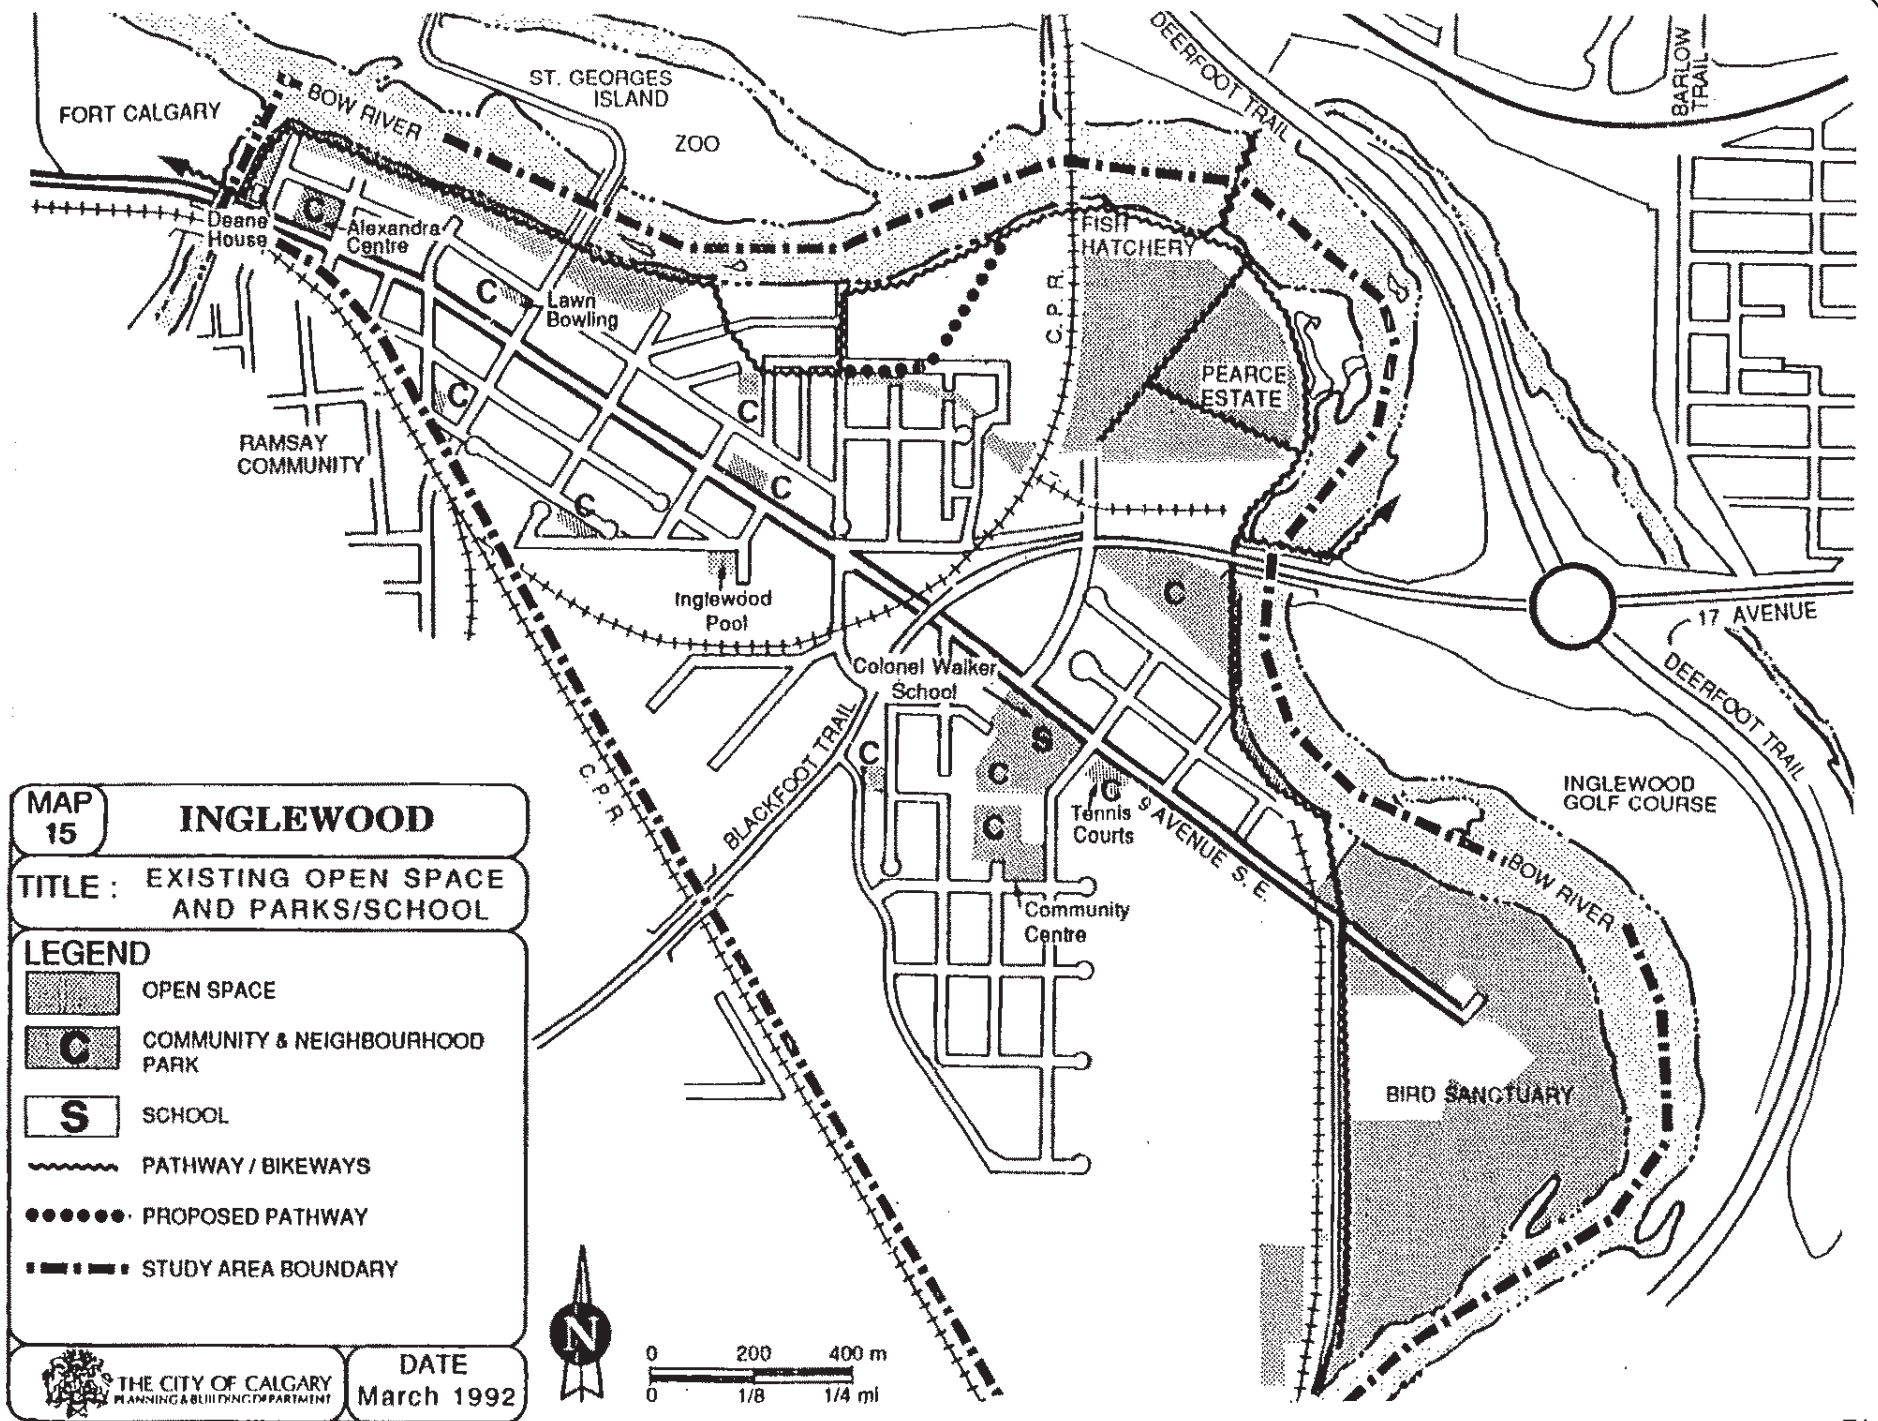 DEERFOOT TRAIL
BARLOW
TRAIL
ST. GEORGES
ISLAND
FORT CALGARY
BOW RIVER
ZOO
Deane
House
C
Alexandra
Centre
FISH
HATCHERY
C
Lawn
Bowling
C. P. R.
PEARCE
ESTATE
C
C
RAMSAY
COMMUNITY
C
C
Inglewood
Pool
C
17 AVENUE
DEERFOOT TRAIL
Colonel Walker
School
S
C
C
C
C
Tennis
Courts
BLACKFOOT TRAIL
C. P. R.
9 AVENUE S. E.
INGLEWOOD
GOLF COURSE
BOW RIVER
Community
Centre
BIRD SANCTUARY
MAP
15
INGLEWOOD
TITLE :
EXISTING OPEN SPACE
AND PARKS/SCHOOL
LEGEND
OPEN SPACE
C
COMMUNITY & NEIGHBOURHOOD
PARK
S
SCHOOL
PATHWAY / BIKEWAYS
PROPOSED PATHWAY
STUDY AREA BOUNDARY
THE CITY OF CALGARY
PLANNING & BUILDING DEPARTMENT
DATE
March 1992
N
0 200 400 m
0 1/8 1/4 mi